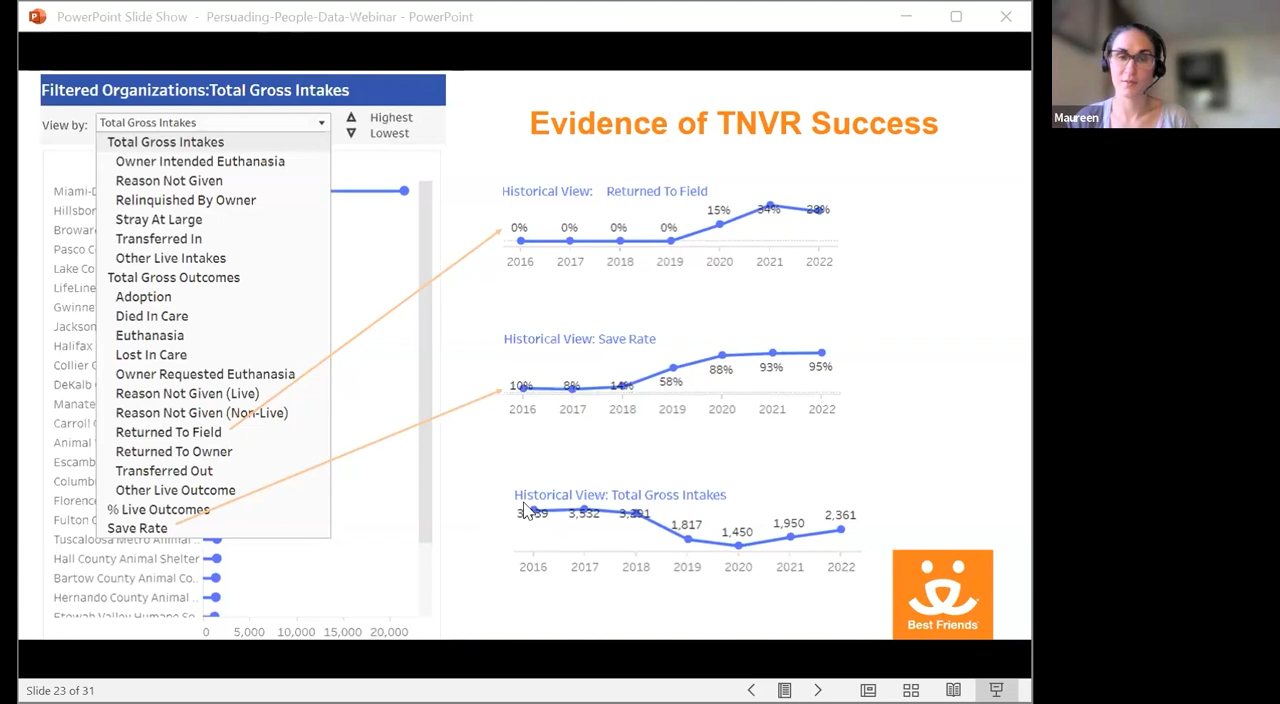 PowerPoint Slide Show - Persuading-People-Data-Webinar - PowerPoint
Maureen
Filtered Organizations:Total Gross Intakes
View by:
Total Gross Intakes
Highest
Lowest
Total Gross Intakes
Owner Intended Euthanasia
Reason Not Given
Relinquished By Owner
Stray At Large
Transferred In
Other Live Intakes
Total Gross Outcomes
Adoption
Died In Care
Euthanasia
Lost In Care
Owner Requested Euthanasia
Reason Not Given (Live)
Reason Not Given (Non-Live)
Returned To Field
Returned To Owner
Transferred Out
Other Live Outcome
% Live Outcomes
Save Rate
Miami-D
Hillsbor
Broward
Pasco C
Lake Co
LifeLine
Gwinne
Jackson
Halifax
Collier C
DeKalb
Manate
Carroll
Animal
Escamb
Columb
Florenc
Fulton C
Tuscaloosa Metro Animal ..
Hall County Animal Shelter
Bartow County Animal Co..
Hernando County Animal ..
Etowah Valley Humane So..
0 5,000 10,000 15,000 20,000
Evidence of TNVR Success
Historical View: Returned To Field
0% 0% 0% 0% 15% 34% 28%
2016 2017 2018 2019 2020 2021 2022
Historical View: Save Rate
10% 8% 14% 58% 88% 93% 95%
2016 2017 2018 2019 2020 2021 2022
Historical View: Total Gross Intakes
3,532 1,817 1,450 1,950 2,361
2016 2017 2018 2019 2020 2021 2022
Best Friends
Slide 23 of 31